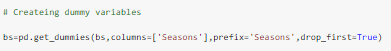 # Createing dummy variables
bs=pd.get_dummies(bs,columns=['Seasons'],prefix='Seasons',drop_first=True)